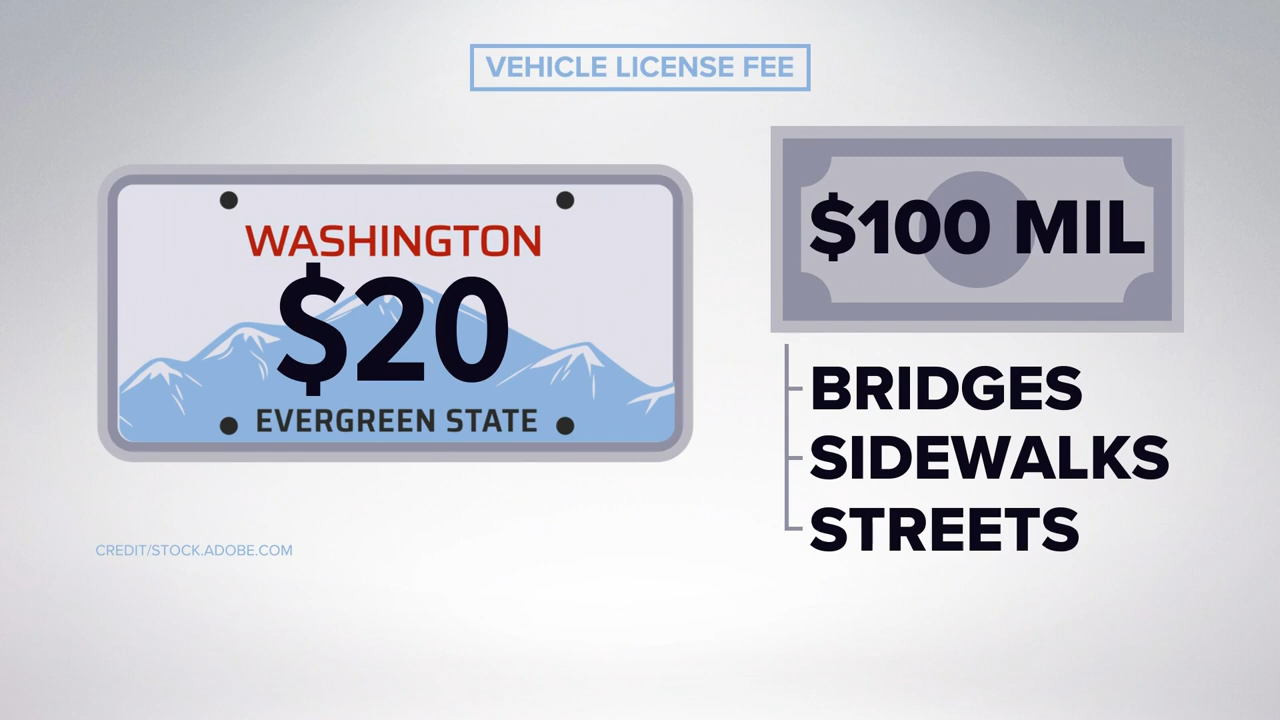 VEHICLE LICENSE FEE
WASHINGTON
$20
EVERGREEN STATE
$100 MIL
BRIDGES
SIDEWALKS
STREETS
CREDIT/STOCK.ADOBE.COM